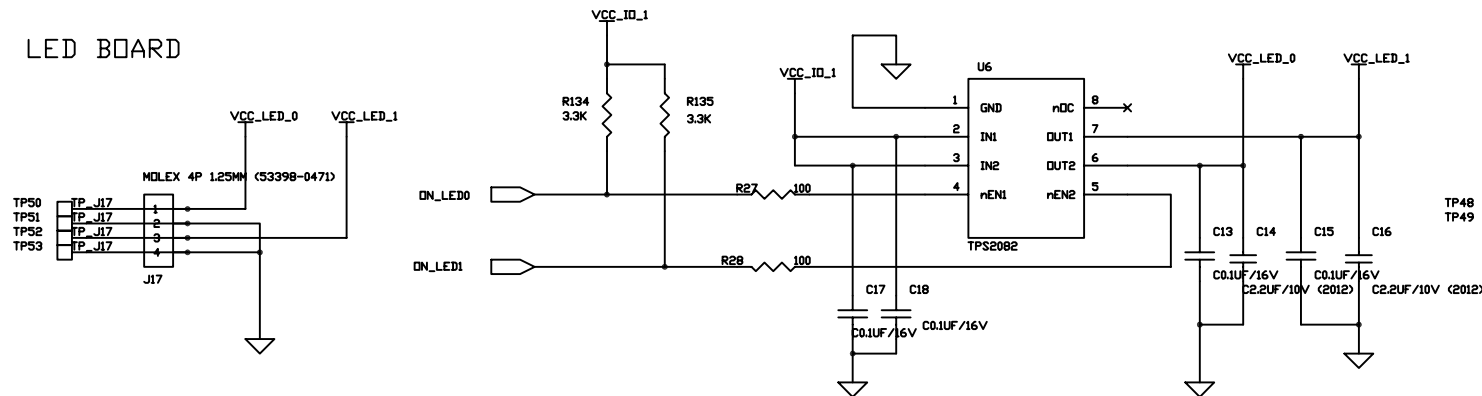 LED BOARD
VCC_LED_0
VCC_LED_1
MOLEX 4P 1.25MM (53398-0471)
TP50
TP51
TP52
TP53
TP_J17
TP_J17
TP_J17
TP_J17
1
2
3
4
J17
VCC_IO_1
R134
3.3K
R135
3.3K
ON_LED0
R27
100
ON_LED1
R28
100
VCC_IO_1
U6
1
GND
nOC
8
2
IN1
OUT1
7
3
IN2
OUT2
6
4
nEN1
nEN2
5
TPS2082
C17
C0.1UF/16V
C18
C0.1UF/16V
VCC_LED_0
VCC_LED_1
C13
C0.1UF/16V
C14
C2.2UF/10V (2012)
C15
C0.1UF/16V
C16
C2.2UF/10V (2012)
TP48
TP49